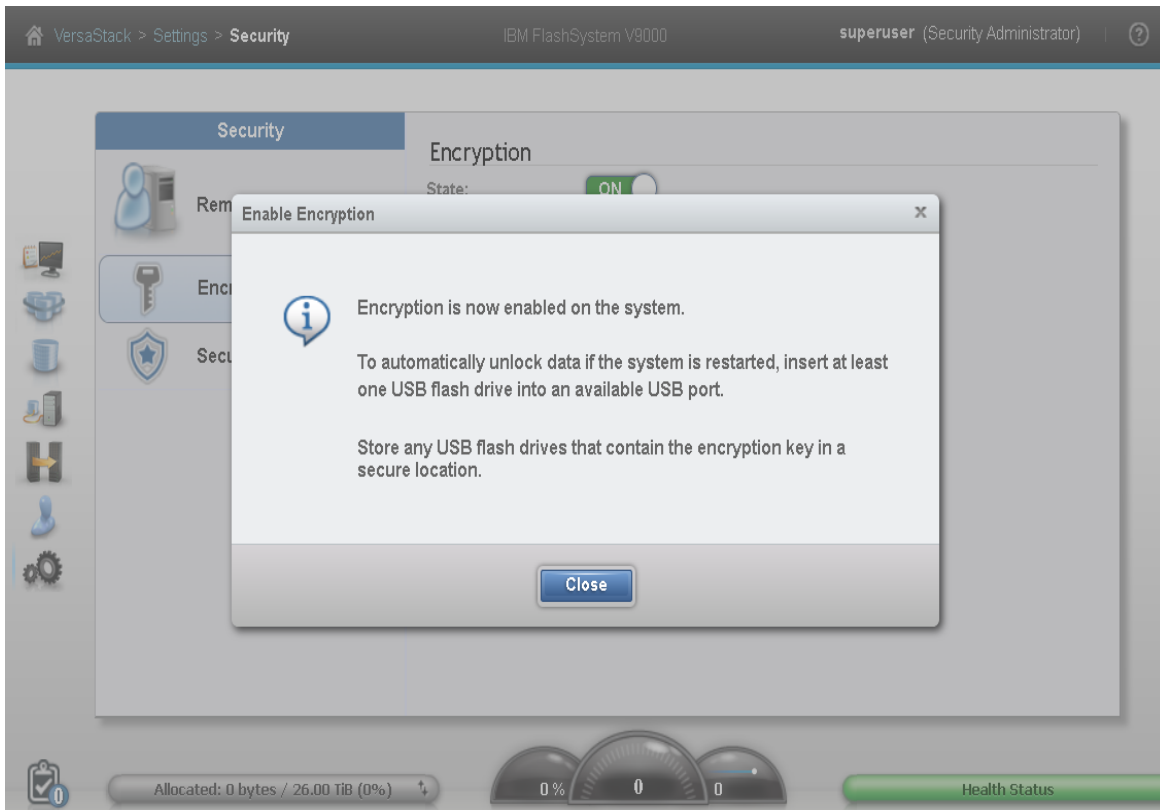 VersaStack > Settings > Security
IBM FlashSystem V9000
superuser (Security Administrator)
?
Security
Encryption
State:
ON
Rem
Enable Encryption
x
Encr
Encryption is now enabled on the system.
To automatically unlock data if the system is restarted, insert at least
one USB flash drive into an available USB port.
Secu
Store any USB flash drives that contain the encryption key in a
secure location.
Close
0
Allocated: 0 bytes / 26.00 TiB (0%)
0 %
0
0
Health Status